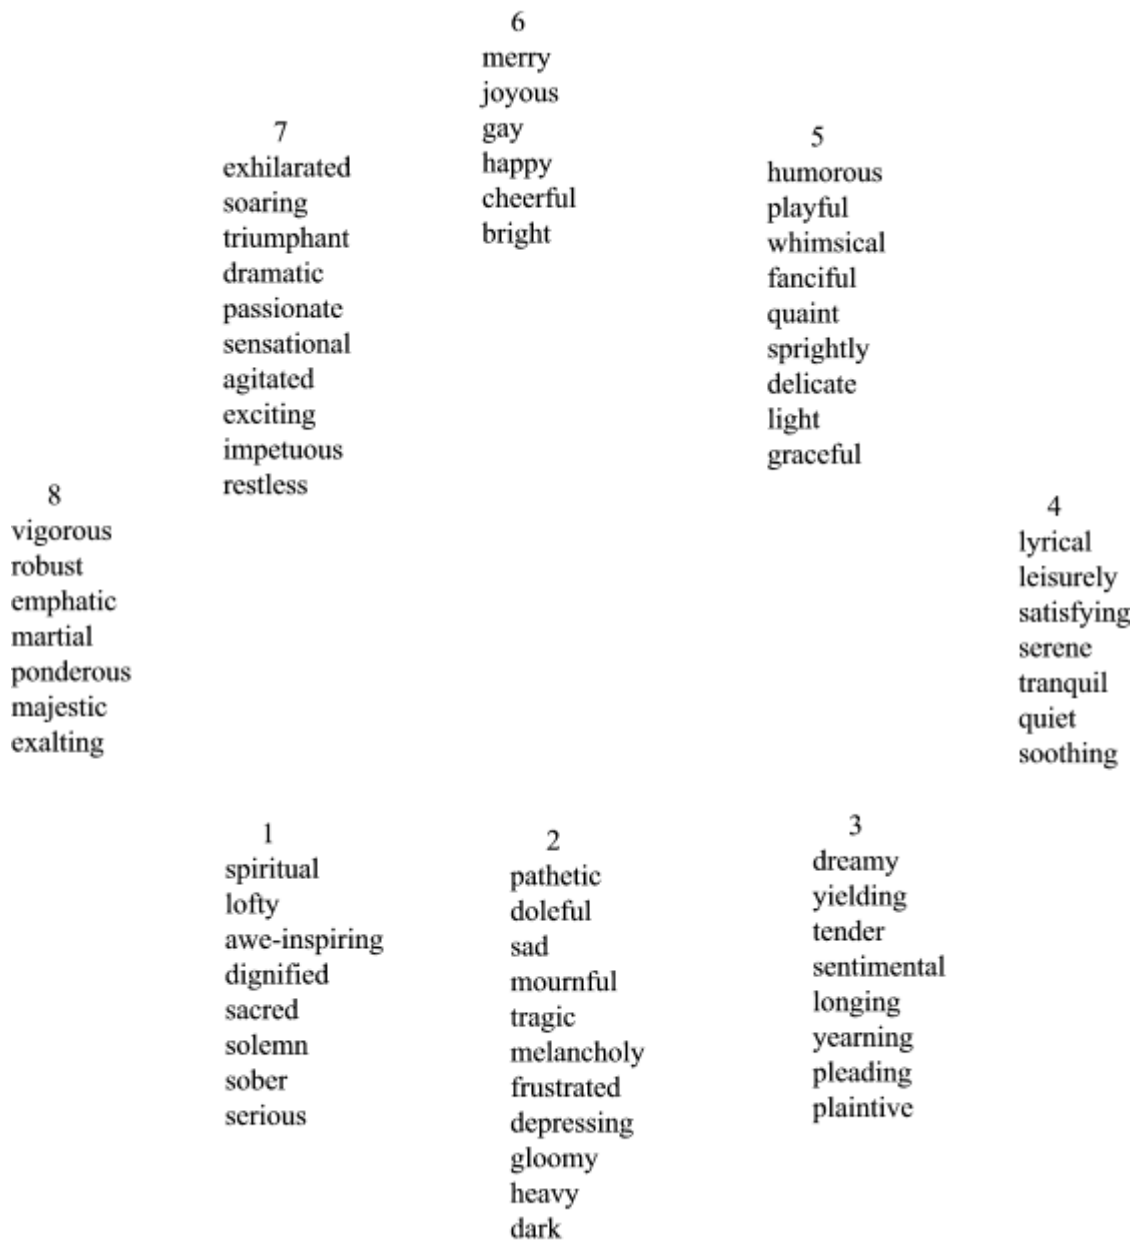 6
merry
joyous
gay
happy
cheerful
bright
7
exhilarated
soaring
triumphant
dramatic
passionate
sensational
agitated
exciting
impetuous
restless
5
humorous
playful
whimsical
fanciful
quaint
sprightly
delicate
light
graceful
8
vigorous
robust
emphatic
martial
ponderous
majestic
exalting
4
lyrical
leisurely
satisfying
serene
tranquil
quiet
soothing
1
spiritual
lofty
awe-inspiring
dignified
sacred
solemn
sober
serious
2
pathetic
doleful
sad
mournful
tragic
melancholy
frustrated
depressing
gloomy
heavy
dark
3
dreamy
yielding
tender
sentimental
longing
yearning
pleading
plaintive